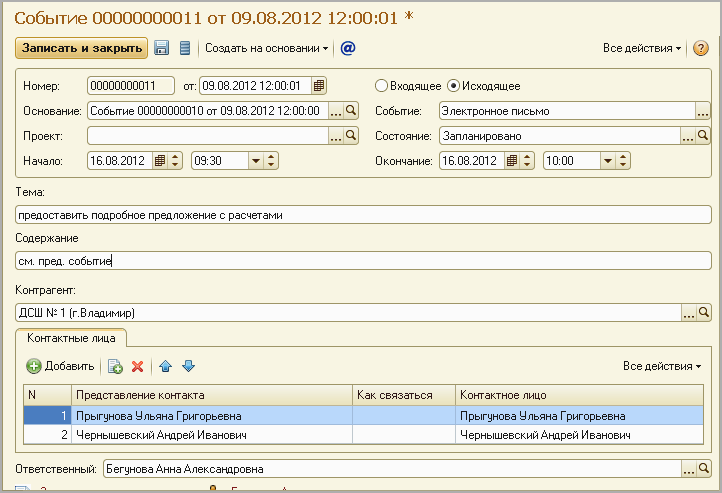 Событие 00000000011 от 09.08.2012 12:00:01 *
Записать и закрыть Создать на основании @ Все действия ?
Номер: 00000000011 от: 09.08.2012 12:00:01 Входящее Исходящее
Основание: Событие 00000000010 от 09.08.2012 12:00:00 ... Событие: Электронное письмо ...
Проект: ... Состояние: Запланировано ...
Начало: 16.08.2012 09:30 Окончание: 16.08.2012 10:00
Тема:
предоставить подробное предложение с расчетами
Содержание
см. пред. событие
Контрагент:
ДСШ № 1 (г.Владимир) ...
Контактные лица
Добавить Все действия
N Представление контакта Как связаться Контактное лицо
1 Прыгунова Ульяна Григорьевна Прыгунова Ульяна Григорьевна
2 Чернышевский Андрей Иванович Чернышевский Андрей Иванович
Ответственный: Бегунова Анна Александровна ...